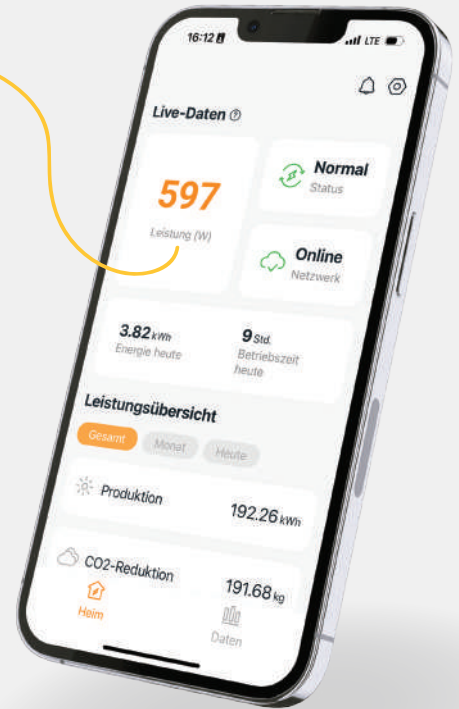 16:12
LTE
Live-Daten
597
Leistung (W)
Normal
Status
Online
Netzwerk
3.82 kWh
Energie heute
9 Std.
Betriebszeit
heute
Leistungsübersicht
Gesamt
Monat
Heute
Produktion
192.26 kWh
CO2-Reduktion
191.68 kg
Heim
Daten